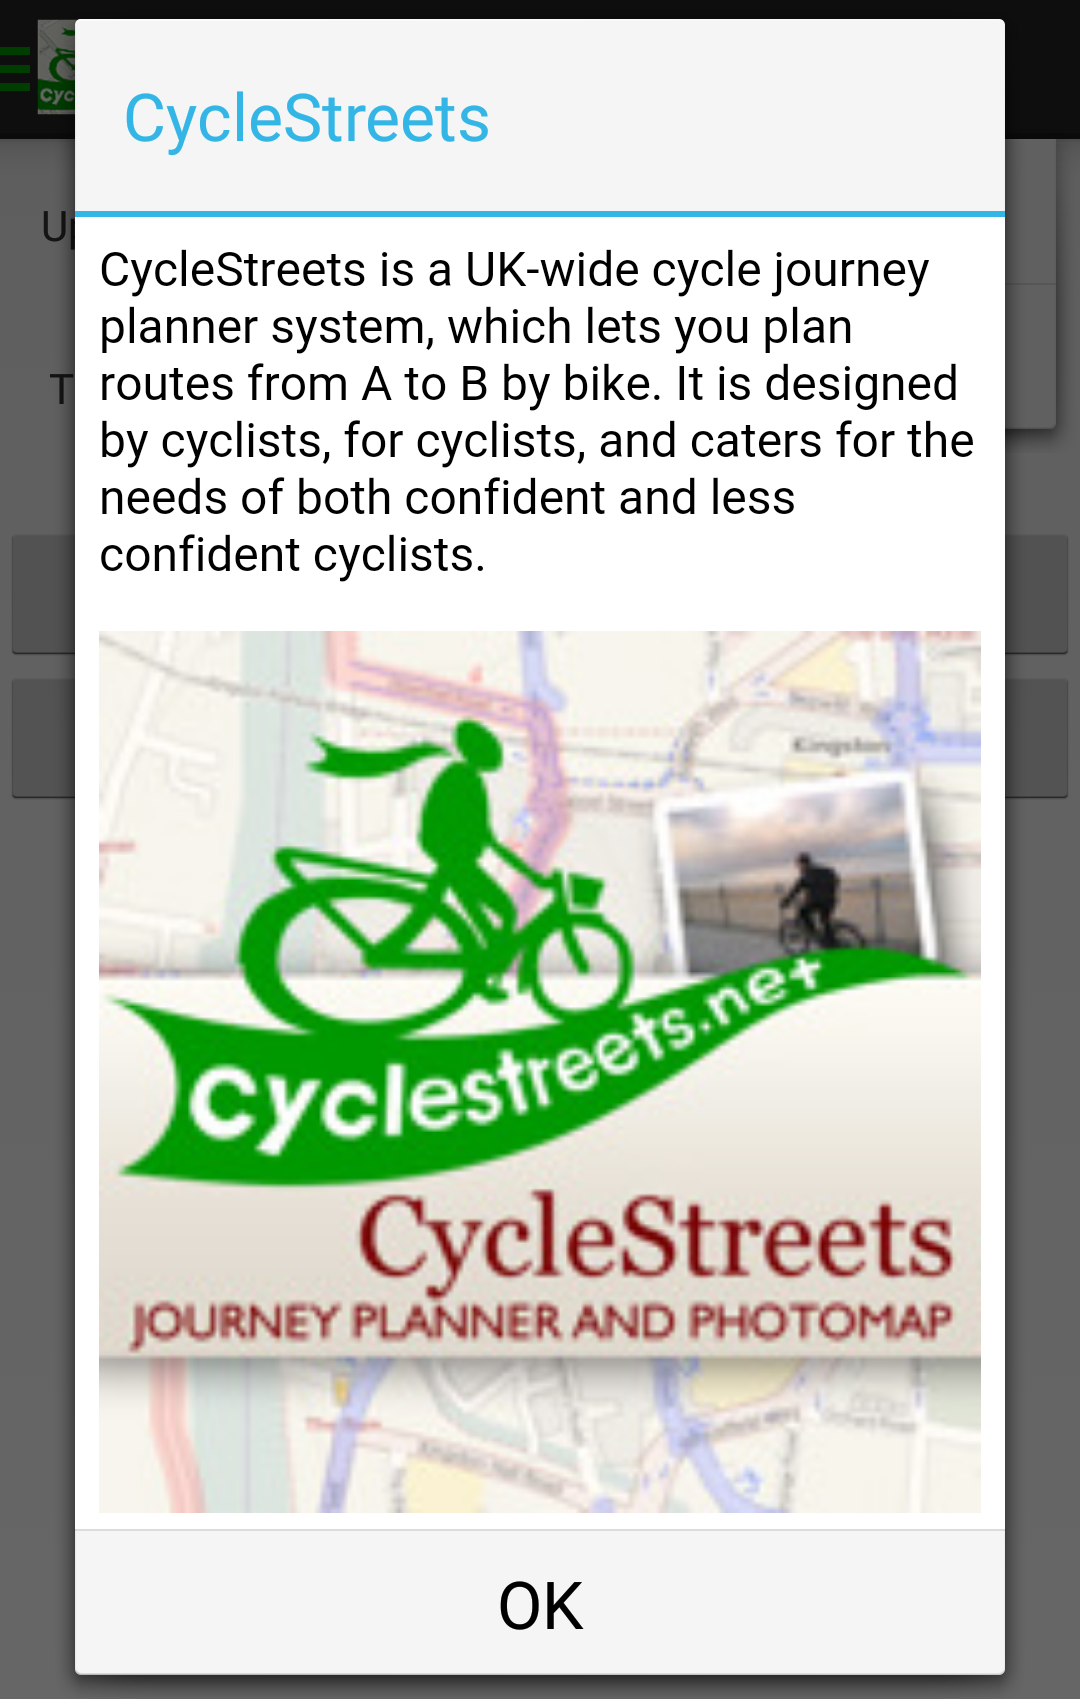 CycleStreets
CycleStreets is a UK-wide cycle journey
planner system, which lets you plan
routes from A to B by bike. It is designed
by cyclists, for cyclists, and caters for the
needs of both confident and less
confident cyclists.
Kingston
Cyclestreets.net
CycleStreets
JOURNEY PLANNER AND PHOTOMAP
OK